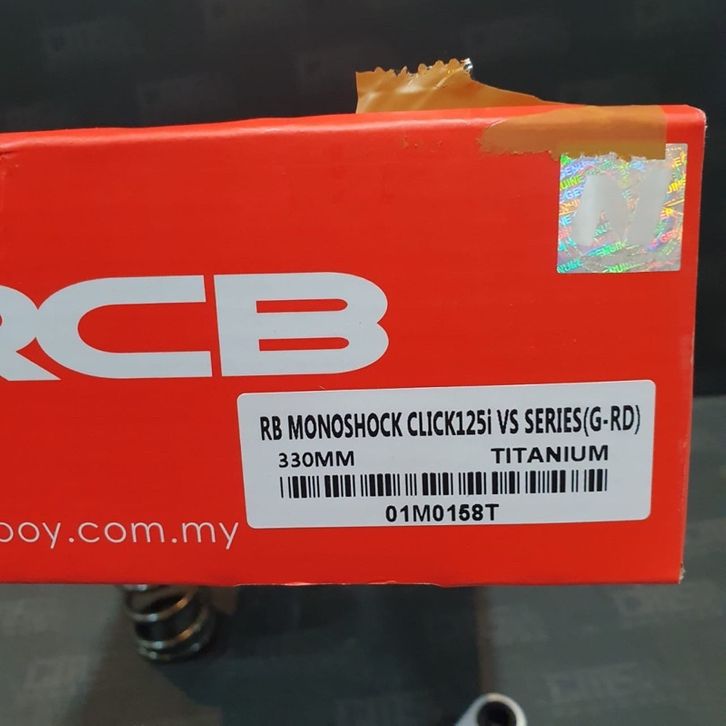 RCB
RB MONOSHOCK CLICK125i VS SERIES(G-RD)
330MM TITANIUM
01M0158T
boy.com.my